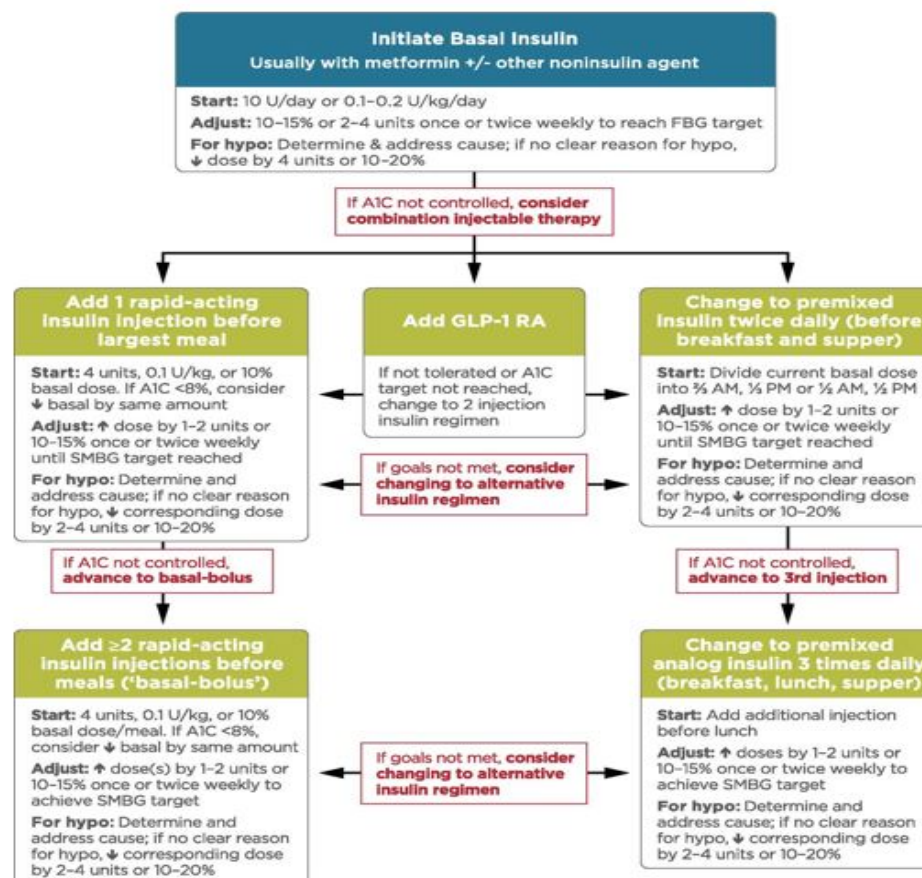 Initiate Basal Insulin
Usually with metformin +/- other noninsulin agent
Start: 10 U/day or 0.1–0.2 U/kg/day
Adjust: 10–15% or 2–4 units once or twice weekly to reach FBG target
For hypo: Determine & address cause; if no clear reason for hypo,
↓ dose by 4 units or 10–20%
If A1C not controlled, consider
combination injectable therapy
Add 1 rapid-acting
insulin injection before
largest meal
Start: 4 units, 0.1 U/kg, or 10%
basal dose. If A1C <8%, consider
↓ basal by same amount
Adjust: ↑ dose by 1–2 units or
10–15% once or twice weekly
until SMBG target reached
For hypo: Determine and
address cause; if no clear reason
for hypo, ↓ corresponding dose
by 2–4 units or 10–20%
Add GLP-1 RA
If not tolerated or A1C
target not reached,
change to 2 injection
insulin regimen
Change to premixed
insulin twice daily (before
breakfast and supper)
Start: Divide current basal dose
into ⅔ AM, ⅓ PM or ½ AM, ½ PM
Adjust: ↑ dose by 1–2 units or
10–15% once or twice weekly
until SMBG target reached
For hypo: Determine and
address cause; if no clear reason
for hypo, ↓ corresponding dose
by 2–4 units or 10–20%
If goals not met, consider
changing to alternative
insulin regimen
If A1C not controlled,
advance to basal-bolus
If A1C not controlled,
advance to 3rd injection
Add ≥2 rapid-acting
insulin injections before
meals (‘basal-bolus’)
Start: 4 units, 0.1 U/kg, or 10%
basal dose/meal. If A1C <8%,
consider ↓ basal by same amount
Adjust: ↑ dose(s) by 1–2 units or
10–15% once or twice weekly to
achieve SMBG target
For hypo: Determine and
address cause; if no clear reason
for hypo, ↓ corresponding dose
by 2–4 units or 10–20%
If goals not met, consider
changing to alternative
insulin regimen
Change to premixed
analog insulin 3 times daily
(breakfast, lunch, supper)
Start: Add additional injection
before lunch
Adjust: ↑ doses by 1–2 units or
10–15% once or twice weekly to
achieve SMBG target
For hypo: Determine and
address cause; if no clear reason
for hypo, ↓ corresponding dose
by 2–4 units or 10–20%